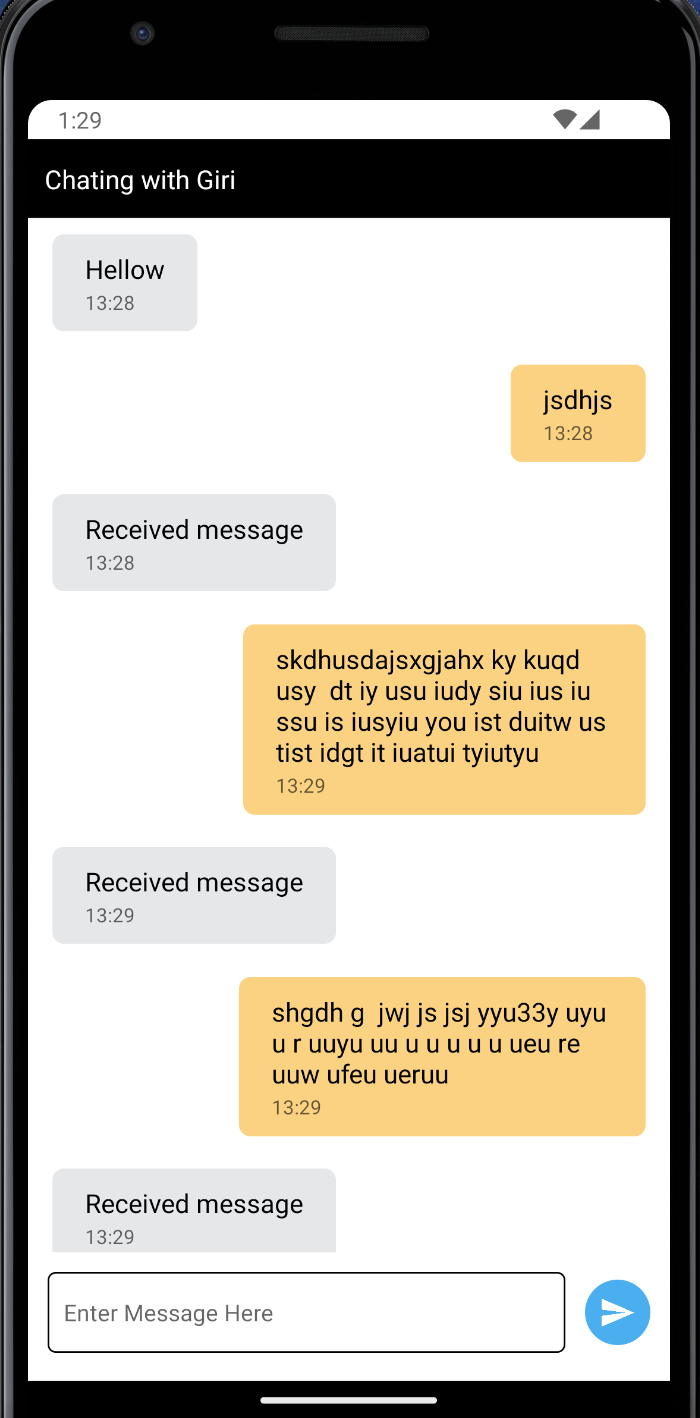 1:29
Chating with Giri
Hellow
13:28
jsdhjs
13:28
Received message
13:28
skdhusdajsxgjahx ky kuqd
usy  dt iy usu iudy siu ius iu
ssu is iusyiu you ist duitw us
tist idgt it iuatui tyiutyu
13:29
Received message
13:29
shgdh g  jwj js jsj yyu33y uyu
u r uuyu uu u u u u u ueu re
uuw ufeu ueruu
13:29
Received message
13:29
Enter Message Here